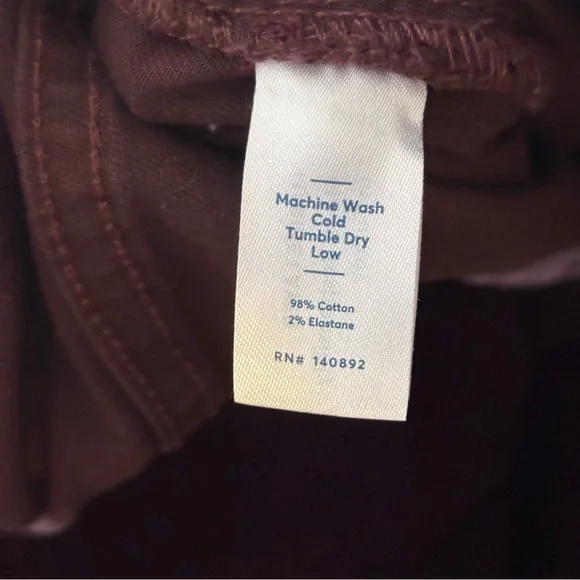 Machine Wash
Cold
Tumble Dry
Low
98% Cotton
2% Elastane
RN# 140892